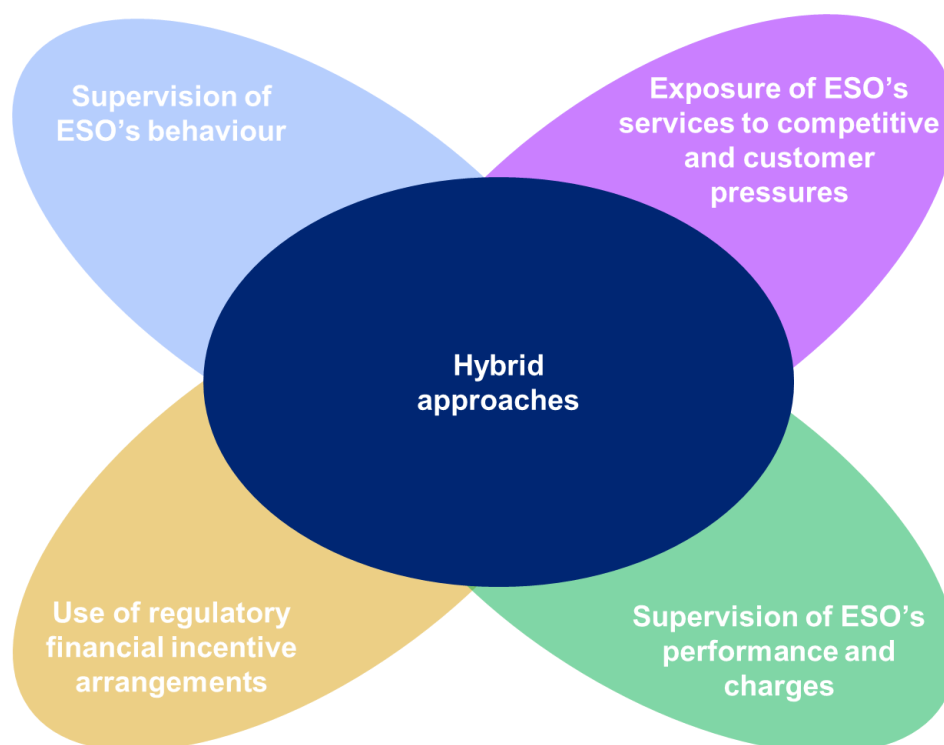 Supervision of
ESO's behaviour
Exposure of ESO's
services to competitive
and customer
pressures
Hybrid
approaches
Use of regulatory
financial incentive
arrangements
Supervision of ESO's
performance and
charges